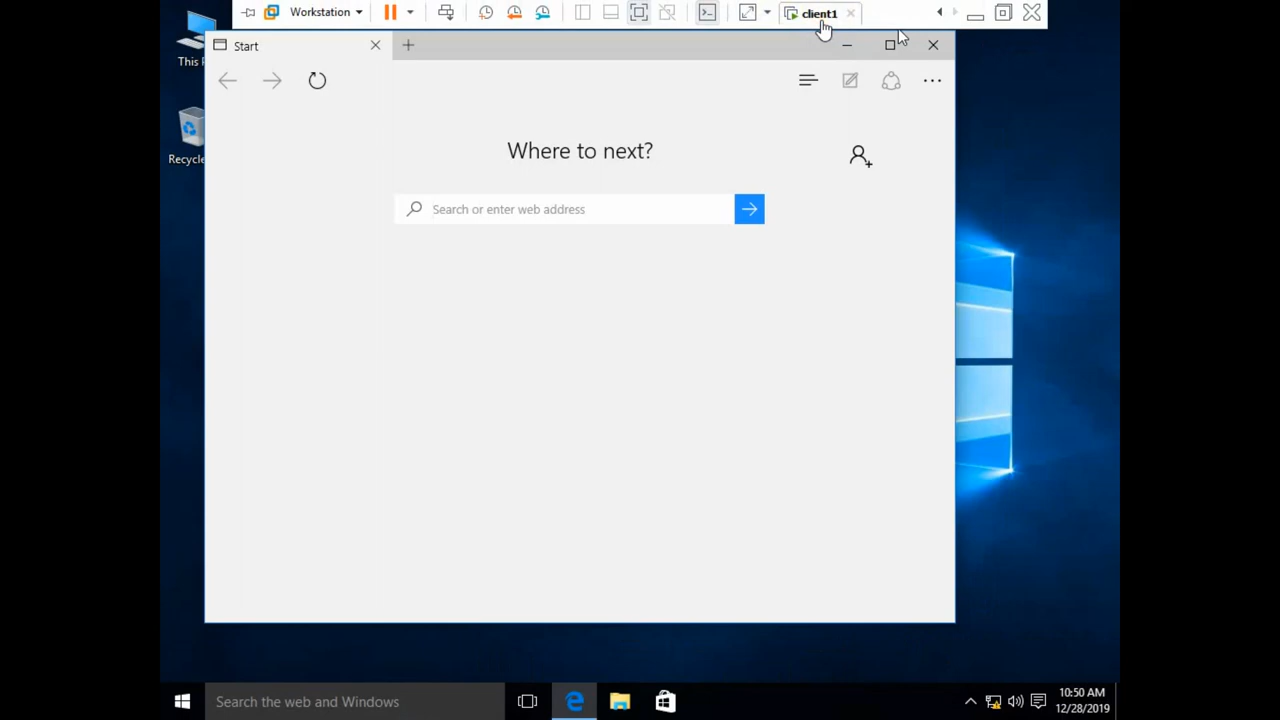 Workstation
client1
This P
Start
Recycle
Where to next?
Search or enter web address
Search the web and Windows
10:50 AM
12/28/2019